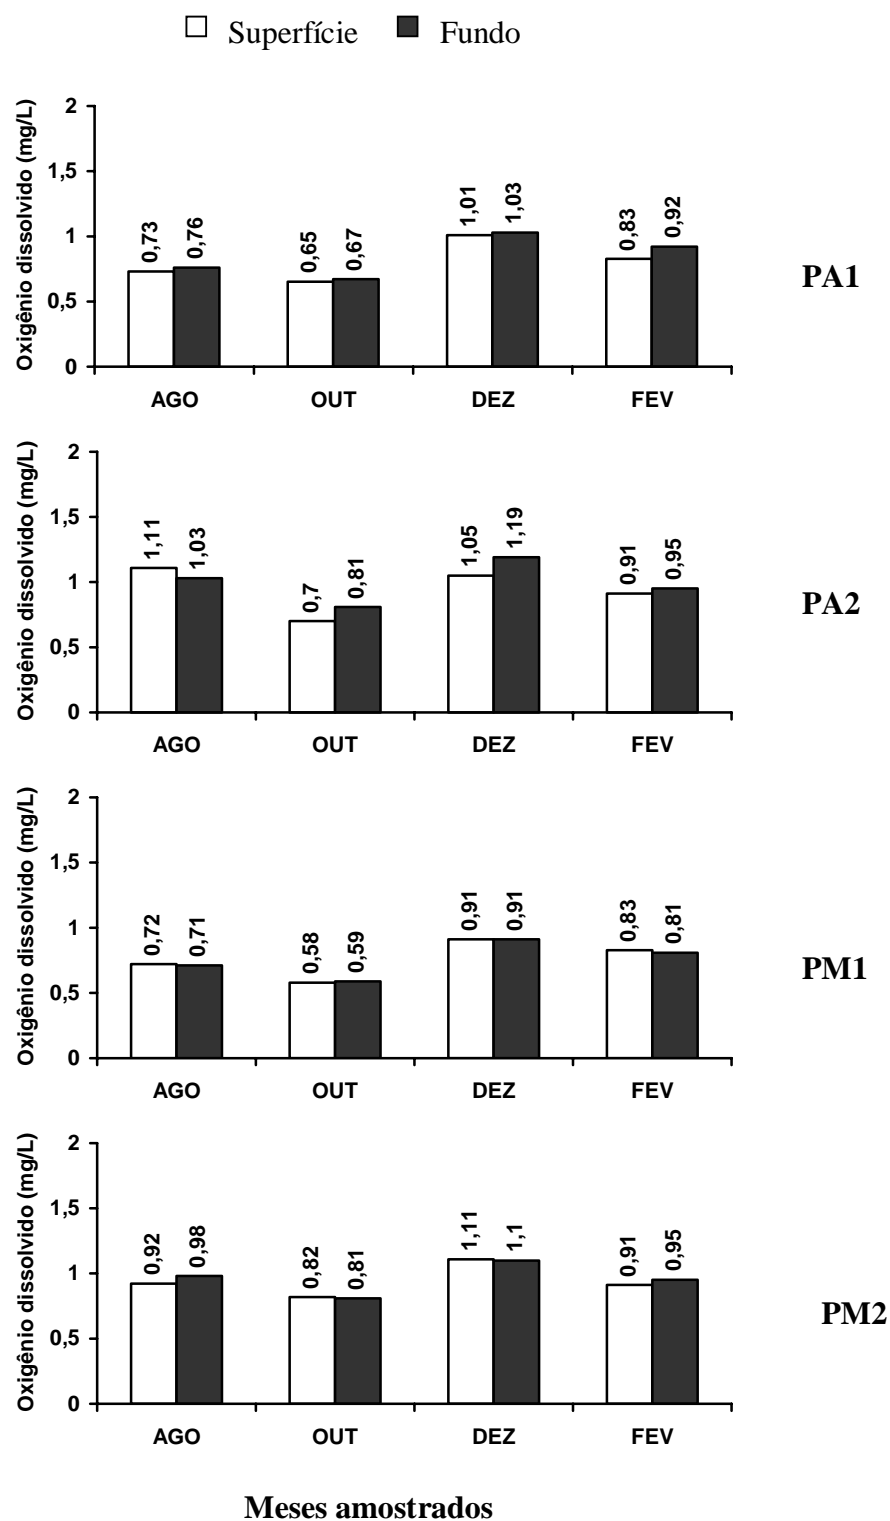 Superfície Fundo
Oxigênio dissolvido (mg/L)
2
1,5
1
0,5
0
0,73 0,76 0,65 0,67 1,01 1,03 0,83 0,92
AGO OUT DEZ FEV
PA1
Oxigênio dissolvido (mg/L)
2
1,5
1
0,5
0
1,11 1,03 0,7 0,81 1,05 1,19 0,91 0,95
AGO OUT DEZ FEV
PA2
Oxigênio dissolvido (mg/L)
2
1,5
1
0,5
0
0,72 0,71 0,58 0,59 0,91 0,91 0,83 0,81
AGO OUT DEZ FEV
PM1
Oxigênio dissolvido (mg/L)
2
1,5
1
0,5
0
0,92 0,98 0,82 0,81 1,11 1,1 0,91 0,95
AGO OUT DEZ FEV
PM2
Meses amostrados